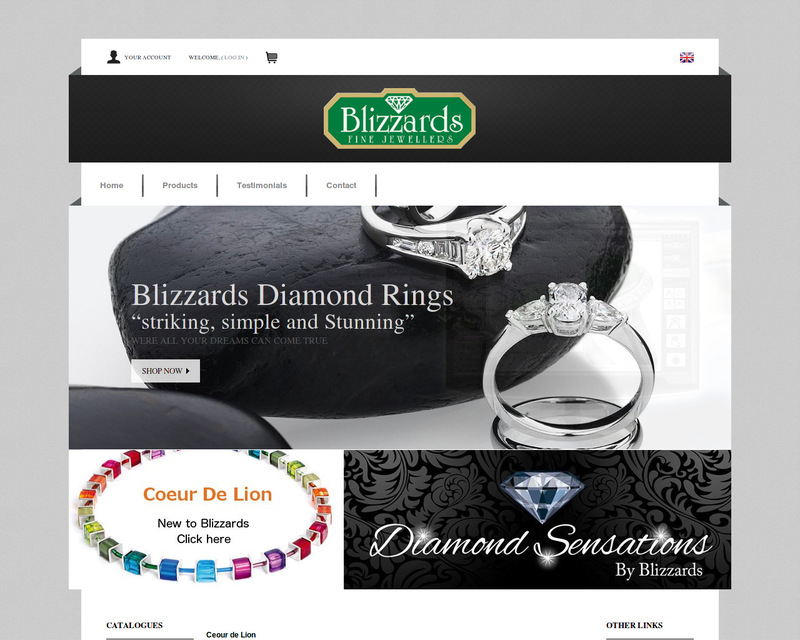 YOUR ACCOUNT
WELCOME, ( LOG IN )
Blizzards
FINE JEWELLERS
Home
Products
Testimonials
Contact
Blizzards Diamond Rings
“striking, simple and Stunning”
WERE ALL YOUR DREAMS CAN COME TRUE
SHOP NOW
Coeur De Lion
New to Blizzards
Click here
Diamond Sensations
By Blizzards
CATALOGUES
Ceour de Lion
OTHER LINKS